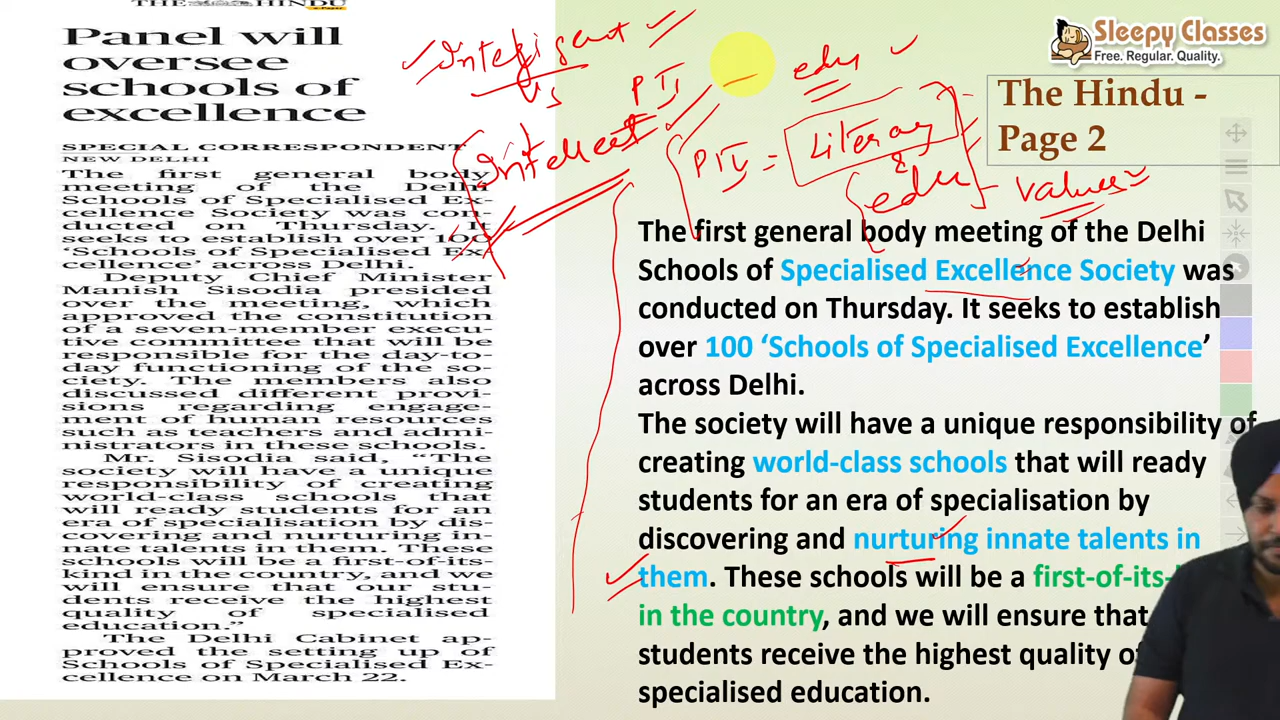 THE HINDU
Panel will
oversee
schools of
excellence
SPECIAL CORRESPONDENT
NEW DELHI
The first general body
meeting of the Delhi
Schools of Specialised Ex-
cellence Society was con-
ducted on Thursday. It
seeks to establish over 100
‘Schools of Specialised Ex-
cellence’ across Delhi.
Deputy Chief Minister
Manish Sisodia presided
over the meeting, which
approved the constitution
of a seven-member execu-
tive committee that will be
responsible for the day-to-
day functioning of the so-
ciety. The members also
discussed different provi-
sions regarding engage-
ment of human resources
such as teachers and admi-
nistrators in these schools.
Mr. Sisodia said, “The
society will have a unique
responsibility of creating
world-class schools that
will ready students for an
era of specialisation by dis-
covering and nurturing in-
nate talents in them. These
schools will be a first-of-its-
kind in the country, and we
will ensure that our stu-
dents receive the highest
quality of specialised
education.”
The Delhi Cabinet ap-
proved the setting up of
Schools of Specialised Ex-
cellence on March 22.
Intelligent
Vs
Intellect
edu
Literacy
&
edu
values
Sleepy Classes
Free. Regular. Quality.
The Hindu -
Page 2
The first general body meeting of the Delhi
Schools of Specialised Excellence Society was
conducted on Thursday. It seeks to establish
over 100 ‘Schools of Specialised Excellence’
across Delhi.
The society will have a unique responsibility of
creating world-class schools that will ready
students for an era of specialisation by
discovering and nurturing innate talents in
them. These schools will be a first-of-its-
in the country, and we will ensure that
students receive the highest quality of
specialised education.